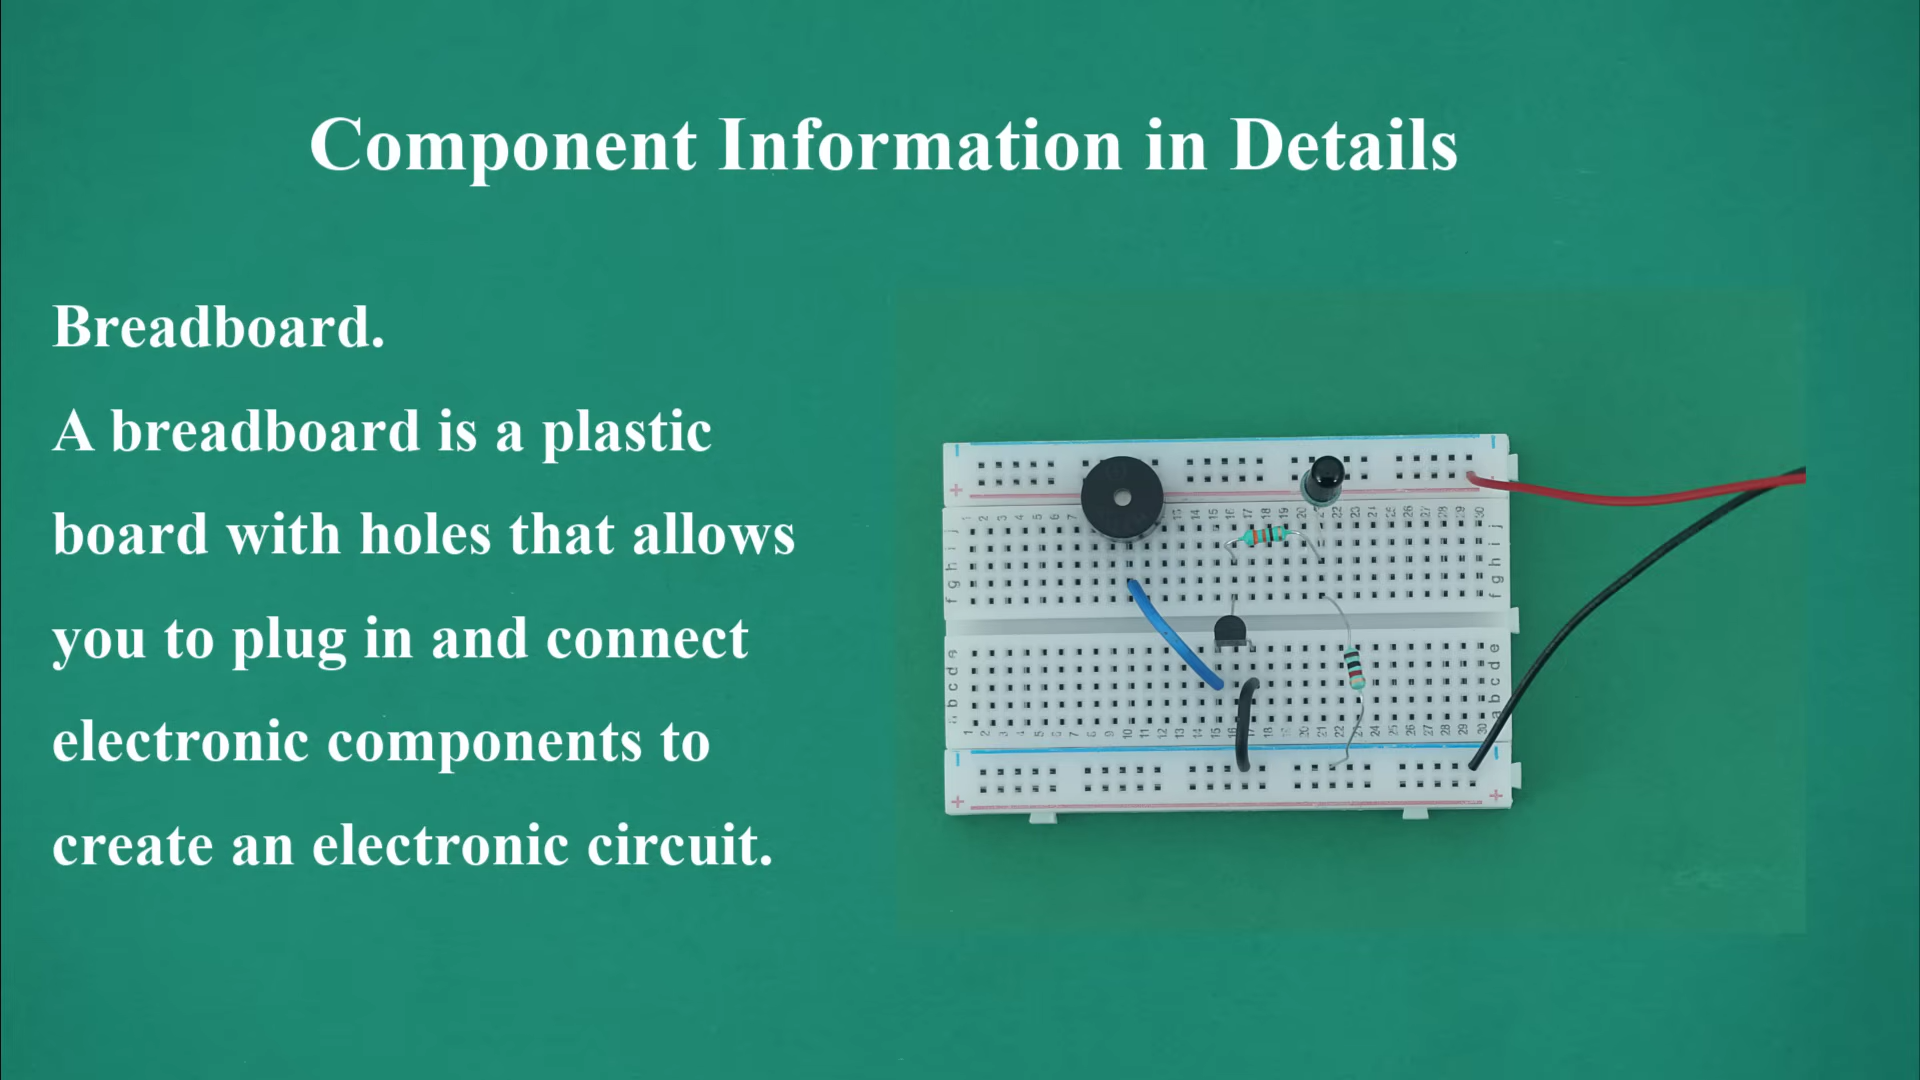 Component Information in Details
Breadboard.
A breadboard is a plastic
board with holes that allows
you to plug in and connect
electronic components to
create an electronic circuit.